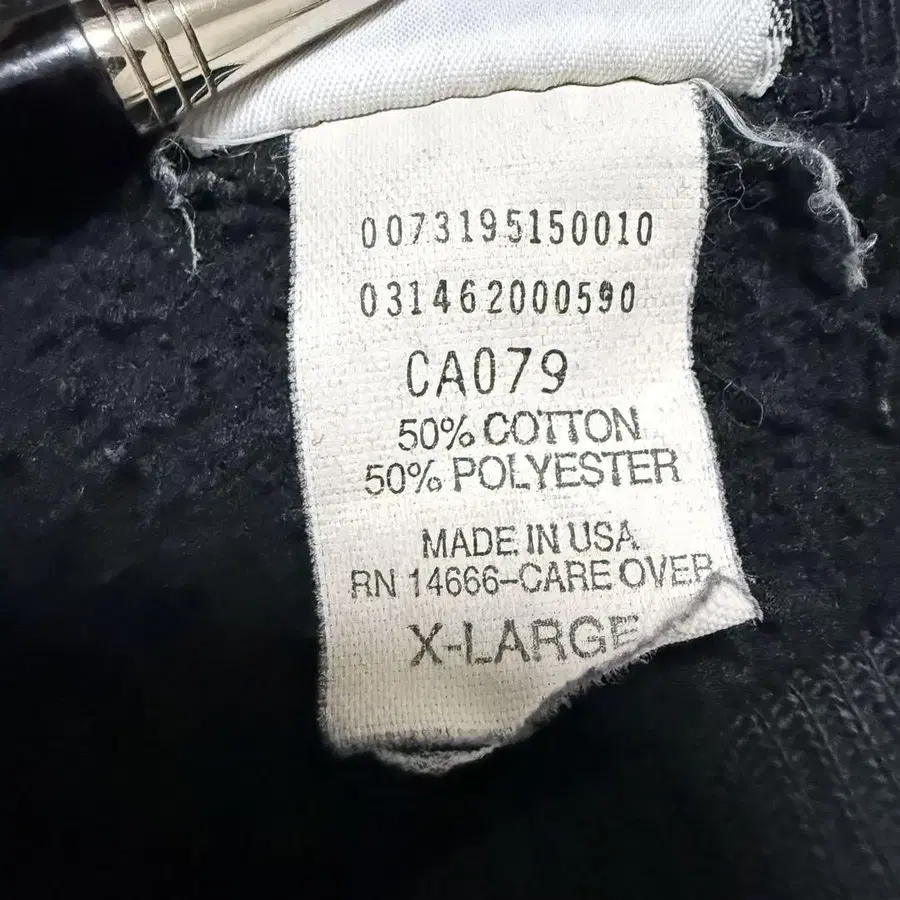 0073195150010
031462000590
CA079
50% COTTON
50% POLYESTER
MADE IN USA
RN 14666-CARE OVER
X-LARGE